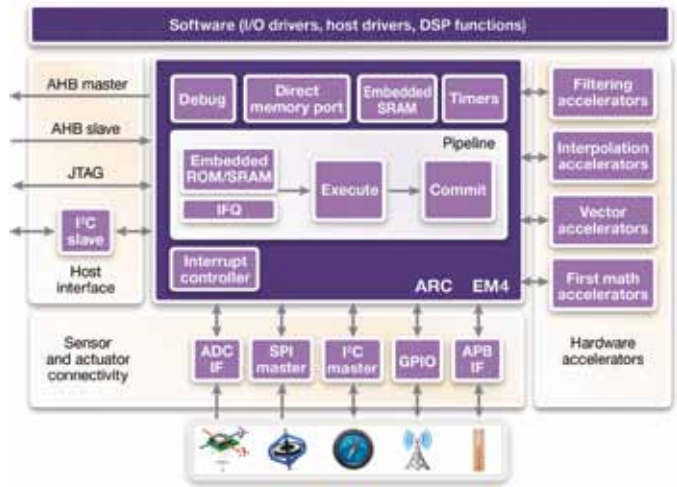 Software (I/O drivers, host drivers, DSP functions)
AHB master
AHB slave
JTAG
I²C
slave
Host
interface
Debug
Direct
memory port
Embedded
SRAM
Timers
Pipeline
Embedded
ROM/SRAM
IFQ
Execute
Commit
Interrupt
controller
ARC EM4
Filtering
accelerators
Interpolation
accelerators
Vector
accelerators
First math
accelerators
Hardware
accelerators
Sensor
and actuator
connectivity
ADC
IF
SPI
master
I²C
master
GPIO
APB
IF